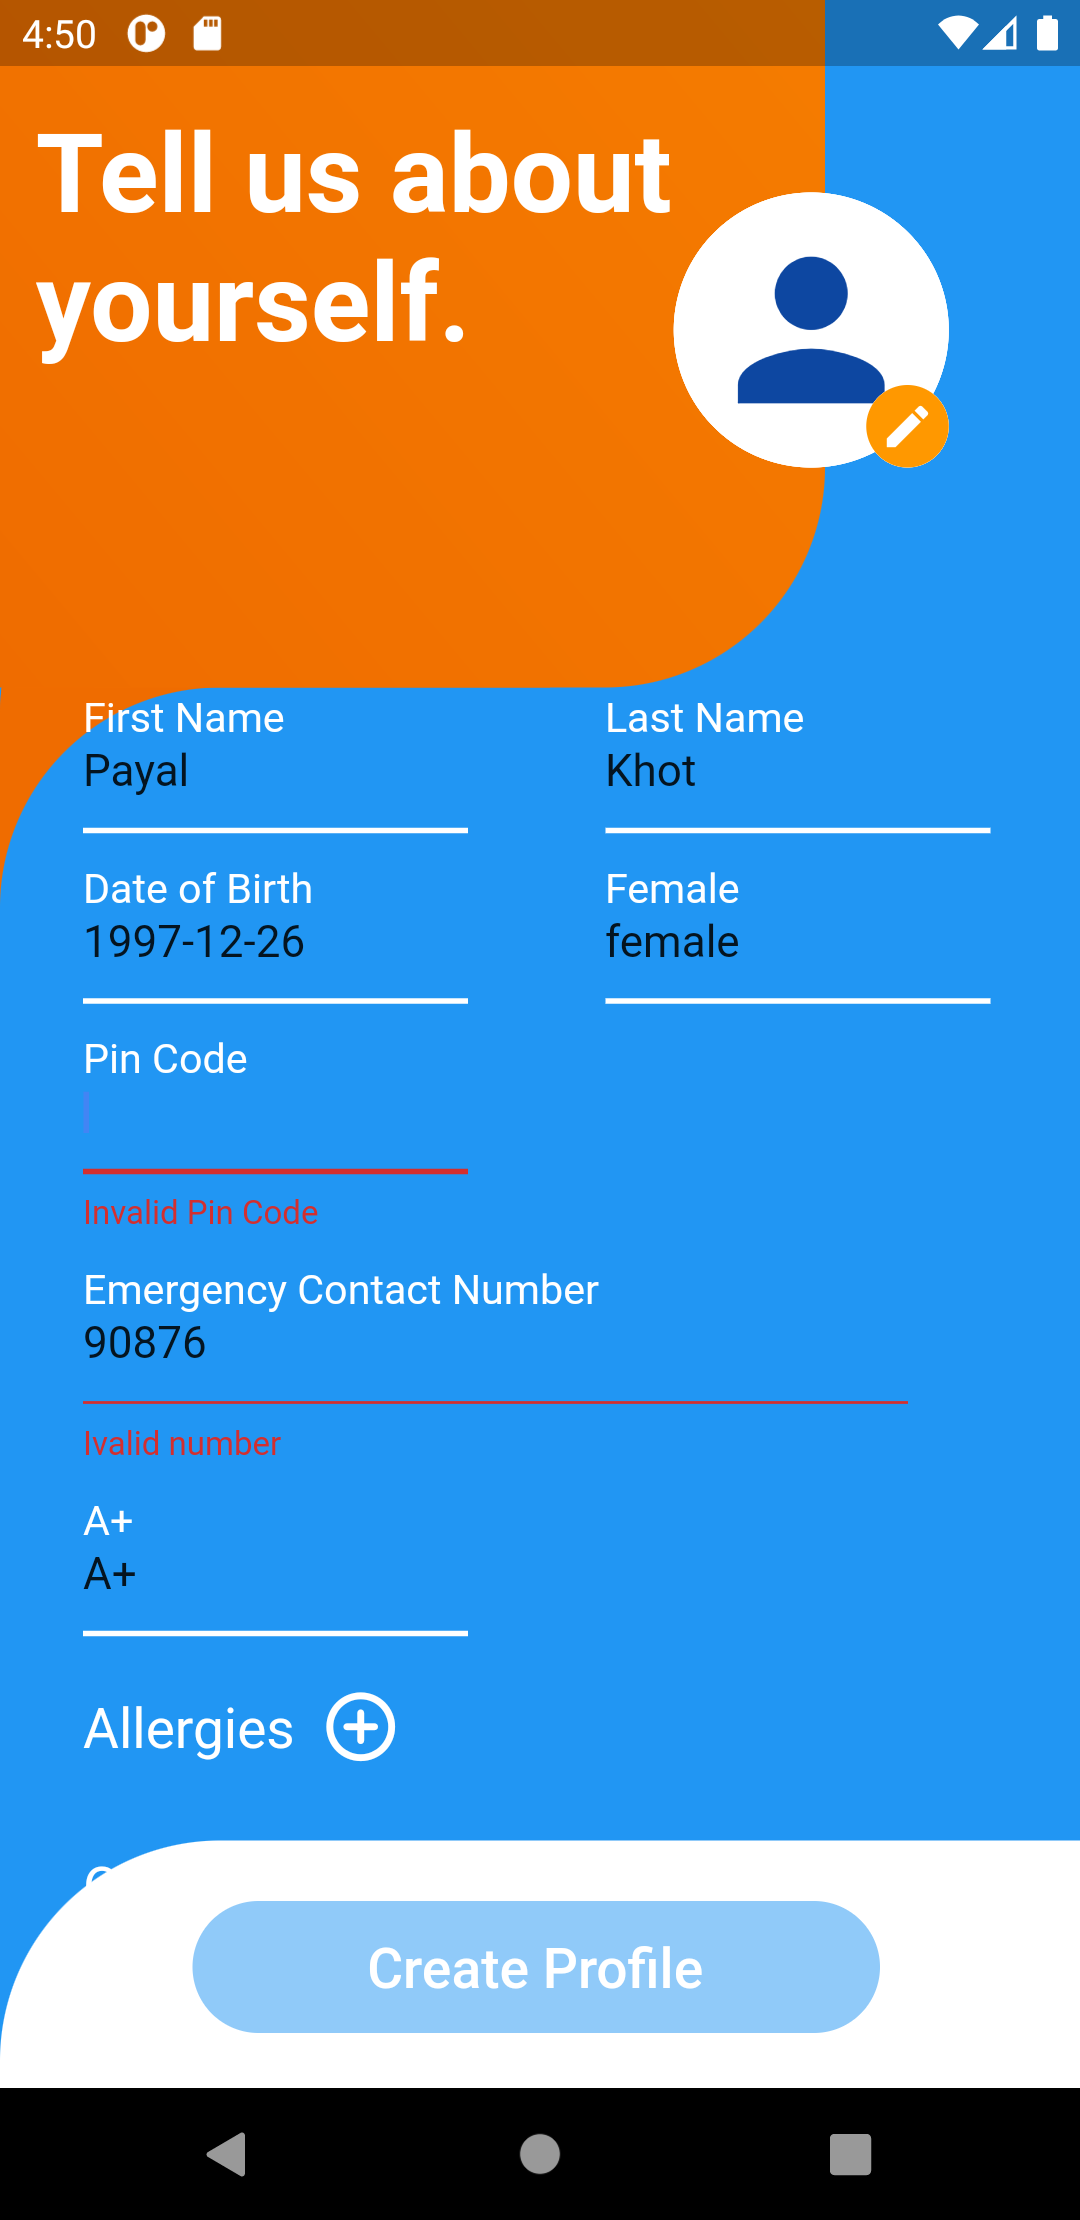 4:50
Tell us about
yourself.
First Name
Last Name
Payal
Khot
Date of Birth
Female
1997-12-26
female
Pin Code
Invalid Pin Code
Emergency Contact Number
90876
Ivalid number
A+
A+
Allergies
Create Profile